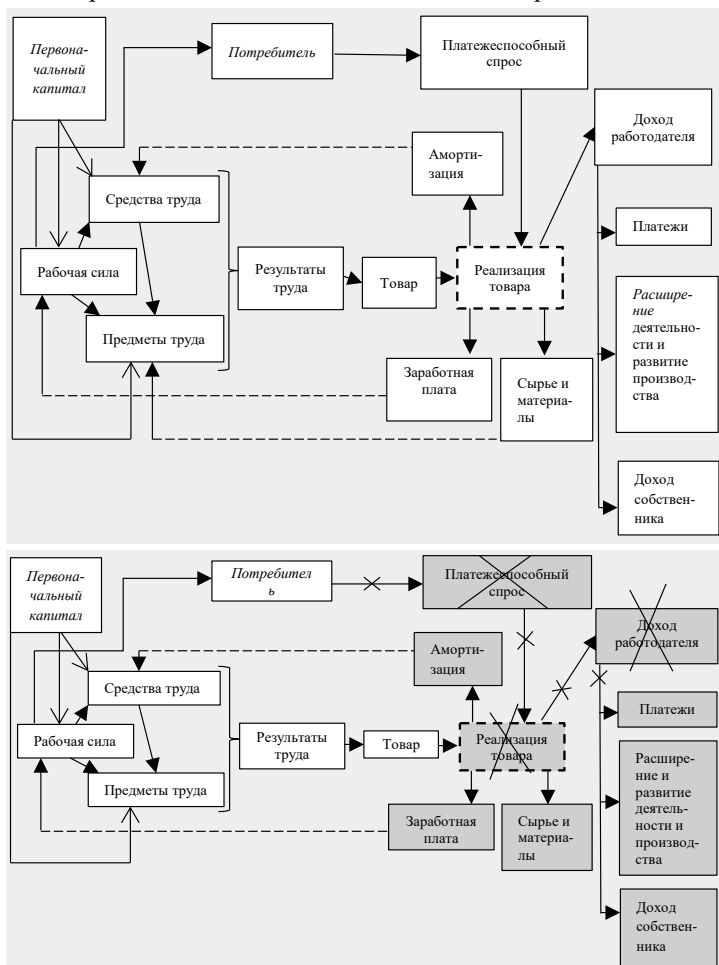 Первона-
чальный
капитал
Потребитель
Платежеспособный
спрос
Доход
работодателя
Аморти-
зация
Средства труда
Платежи
Рабочая сила
Результаты
труда
Товар
Реализация
товара
Расшире-
ние
деятельно-
сти и
развитие
производ-
ства
Предметы труда
Заработная
плата
Сырье и
материа-
лы
Доход
собствен-
ника
Первона-
чальный
капитал
Потребител
ь
Платежеспособный
спрос
Доход
работодателя
Аморти-
зация
Средства труда
Платежи
Рабочая сила
Результаты
труда
Товар
Реализация
товара
Расшире-
ние и
развитие
деятель-
ности и
производ-
ства
Предметы труда
Заработная
плата
Сырье и
материа-
лы
Доход
собствен-
ника